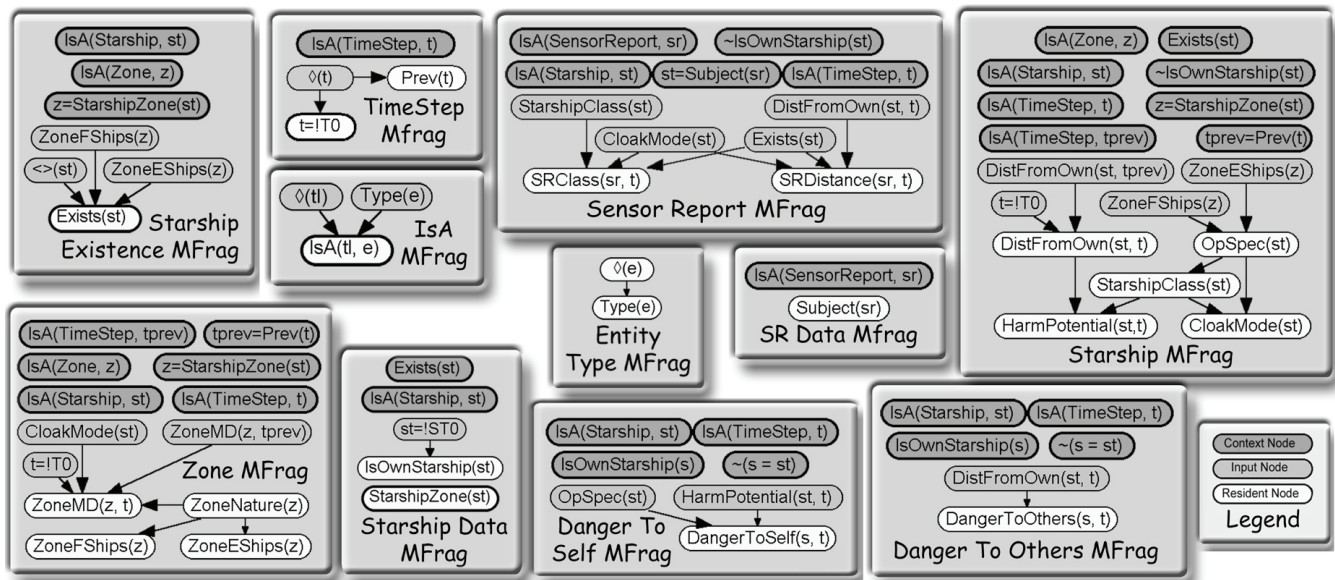 IsA(Starship, st)
IsA(Zone, z)
z=StarshipZone(st)
ZoneFShips(z)
<>(st)
ZoneEShips(z)
Exists(st)
Starship
Existence MFrag
IsA(TimeStep, t)
◊(t)
Prev(t)
TimeStep
t=!T0
Mfrag
◊(tl)
Type(e)
IsA(tl, e)
IsA
MFrag
IsA(SensorReport, sr)
~IsOwnStarship(st)
IsA(Starship, st)
st=Subject(sr)
IsA(TimeStep, t)
StarshipClass(st)
DistFromOwn(st, t)
CloakMode(st)
Exists(st)
SRClass(sr, t)
SRDistance(sr, t)
Sensor Report MFrag
IsA(Zone, z)
Exists(st)
IsA(Starship, st)
~IsOwnStarship(st)
IsA(TimeStep, t)
z=StarshipZone(st)
IsA(TimeStep, tprev)
tprev=Prev(t)
DistFromOwn(st, tprev)
ZoneEShips(z)
t=!T0
ZoneFShips(z)
DistFromOwn(st, t)
OpSpec(st)
StarshipClass(st)
HarmPotential(st,t)
CloakMode(st)
Starship MFrag
◊(e)
Type(e)
Entity
Type MFrag
IsA(SensorReport, sr)
Subject(sr)
SR Data Mfrag
IsA(TimeStep, tprev)
tprev=Prev(t)
IsA(Zone, z)
z=StarshipZone(st)
IsA(Starship, st)
IsA(TimeStep, t)
CloakMode(st)
ZoneMD(z, tprev)
t=!T0
Zone MFrag
ZoneMD(z, t)
ZoneNature(z)
ZoneFShips(z)
ZoneEShips(z)
Exists(st)
IsA(Starship, st)
st=!ST0
IsOwnStarship(st)
StarshipZone(st)
Starship Data
MFrag
IsA(Starship, st)
IsA(TimeStep, t)
IsOwnStarship(s)
~(s = st)
OpSpec(st)
HarmPotential(st, t)
Danger To
Self MFrag
DangerToSelf(s, t)
IsA(Starship, st)
IsA(TimeStep, t)
IsOwnStarship(s)
~(s = st)
DistFromOwn(st, t)
DangerToOthers(s, t)
Danger To Others MFrag
Context Node
Input Node
Resident Node
Legend